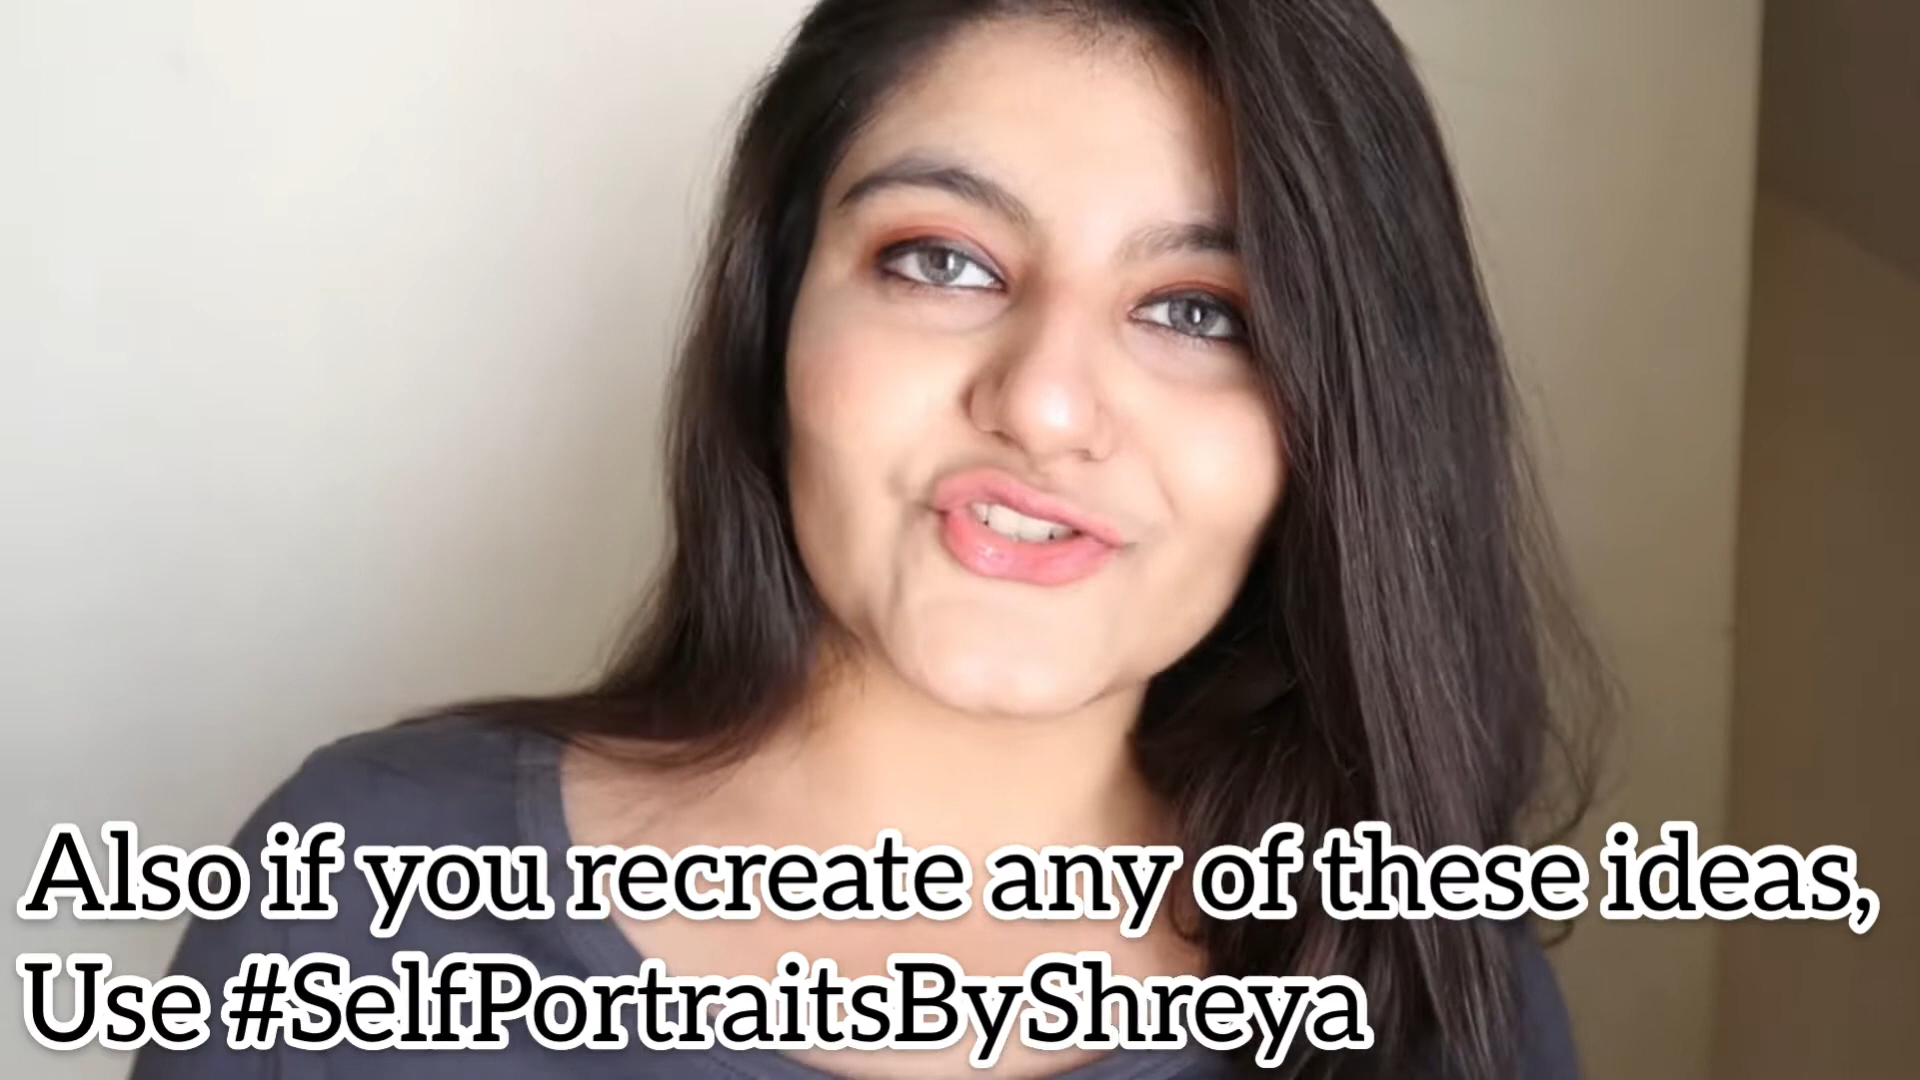 Also if you recreate any of these ideas,
Use #SelfPortraitsByShreya